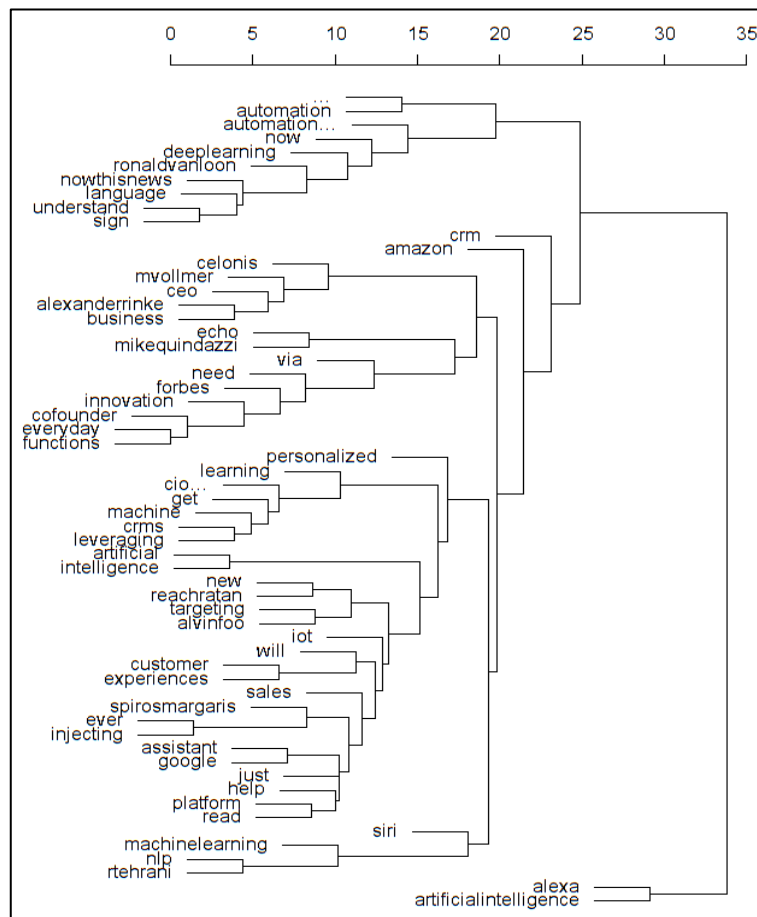 0 5 10 15 20 25 30 35
...
automation
automation...
now
deeplearning
ronaldvanloon
nowthisnews
language
understand
sign
crm
amazon
celonis
mvollmer
ceo
alexanderrinke
business
echo
mikequindazzi
via
need
forbes
innovation
cofounder
everyday
functions
personalized
learning
cio...
get
machine
crms
leveraging
artificial
intelligence
new
reachratan
targeting
alvinfoo
iot
will
customer
experiences
sales
spirosmargaris
ever
injecting
assistant
google
just
help
platform
read
siri
machinelearning
nlp
rtehrani
alexa
artificialintelligence